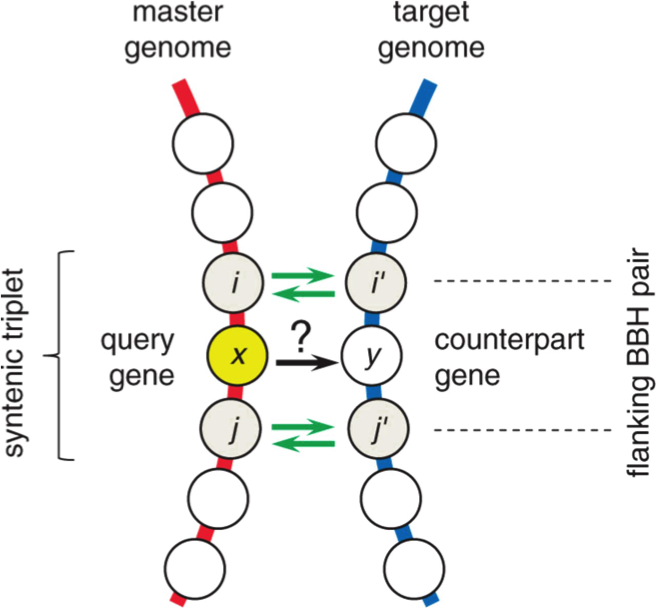 master
genome
target
genome
syntenic triplet
i
i'
query
gene
x
?
y
counterpart
gene
j
j'
flanking BBH pair